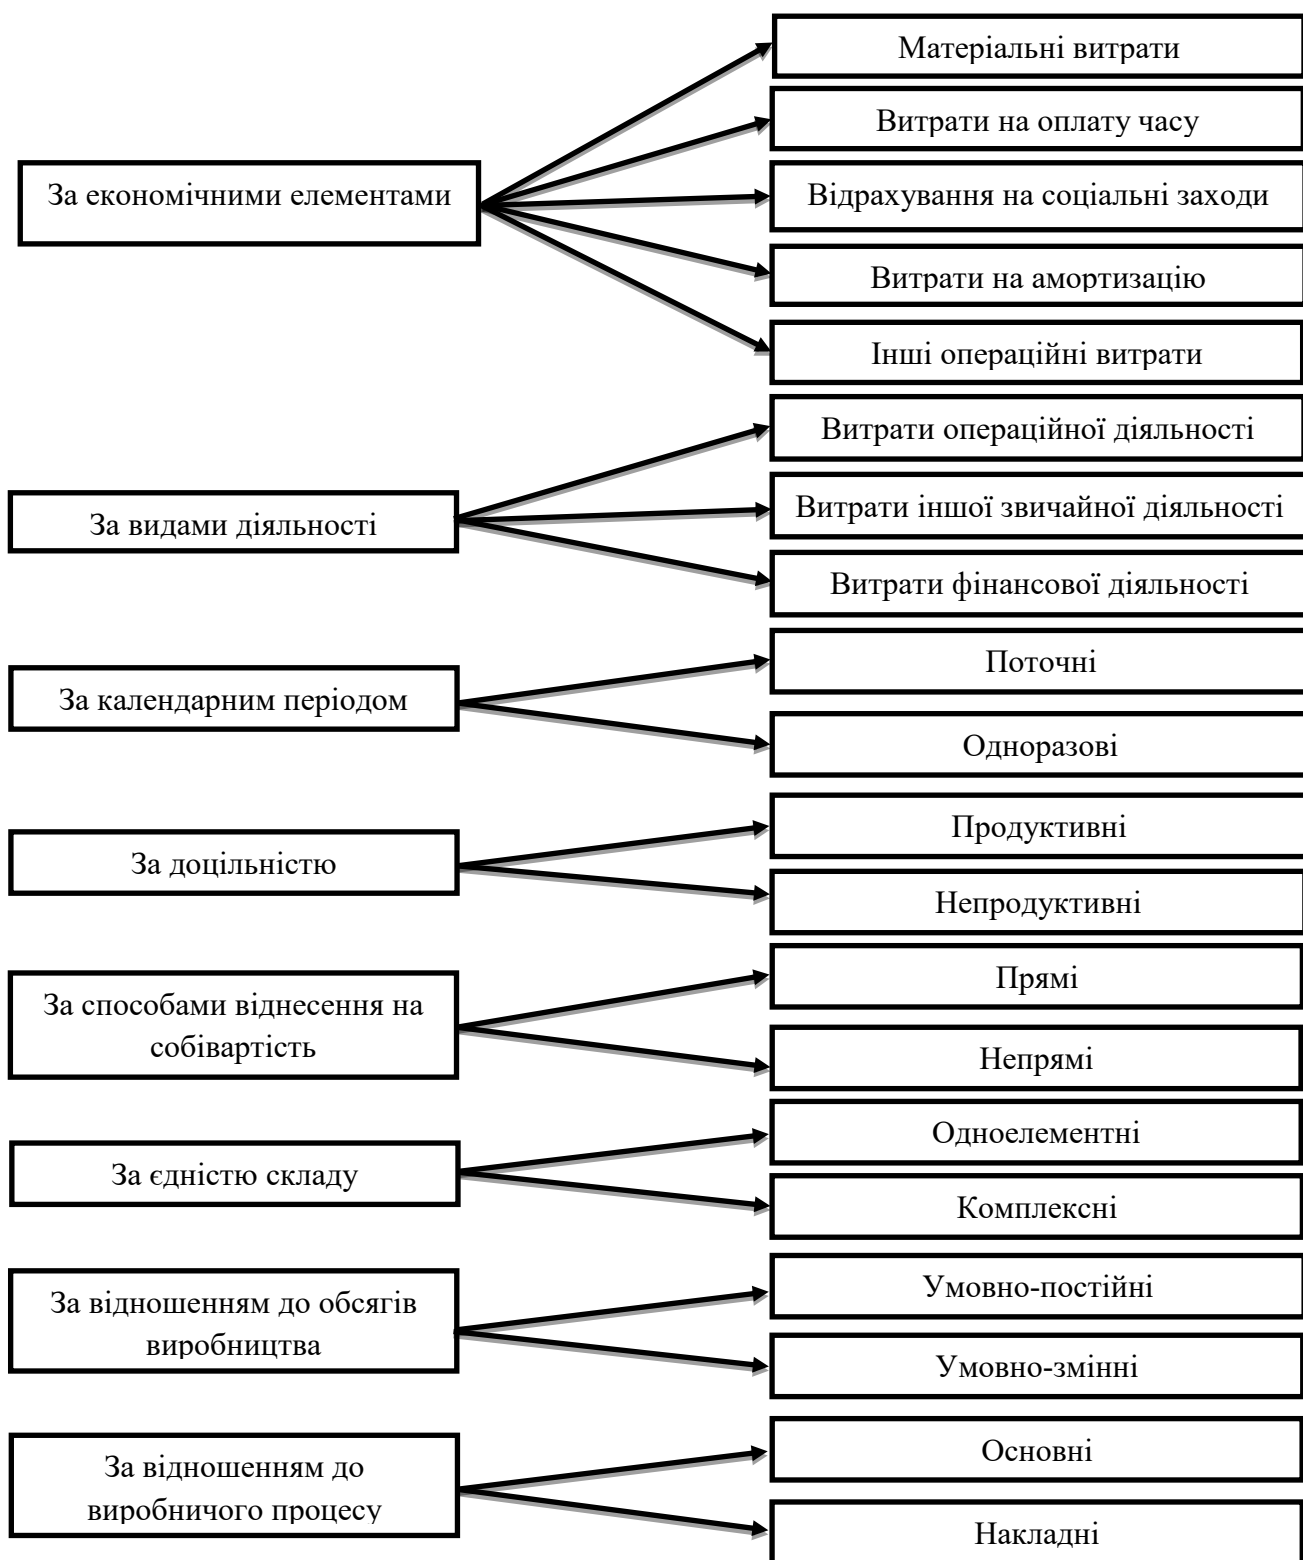 За економічними елементами
Матеріальні витрати
Витрати на оплату часу
Відрахування на соціальні заходи
Витрати на амортизацію
Інші операційні витрати
За видами діяльності
Витрати операційної діяльності
Витрати іншої звичайної діяльності
Витрати фінансової діяльності
За календарним періодом
Поточні
Одноразові
За доцільністю
Продуктивні
Непродуктивні
За способами віднесення на
собівартість
Прямі
Непрямі
За єдністю складу
Одноелементні
Комплексні
За відношенням до обсягів
виробництва
Умовно-постійні
Умовно-змінні
За відношенням до
виробничого процесу
Основні
Накладні